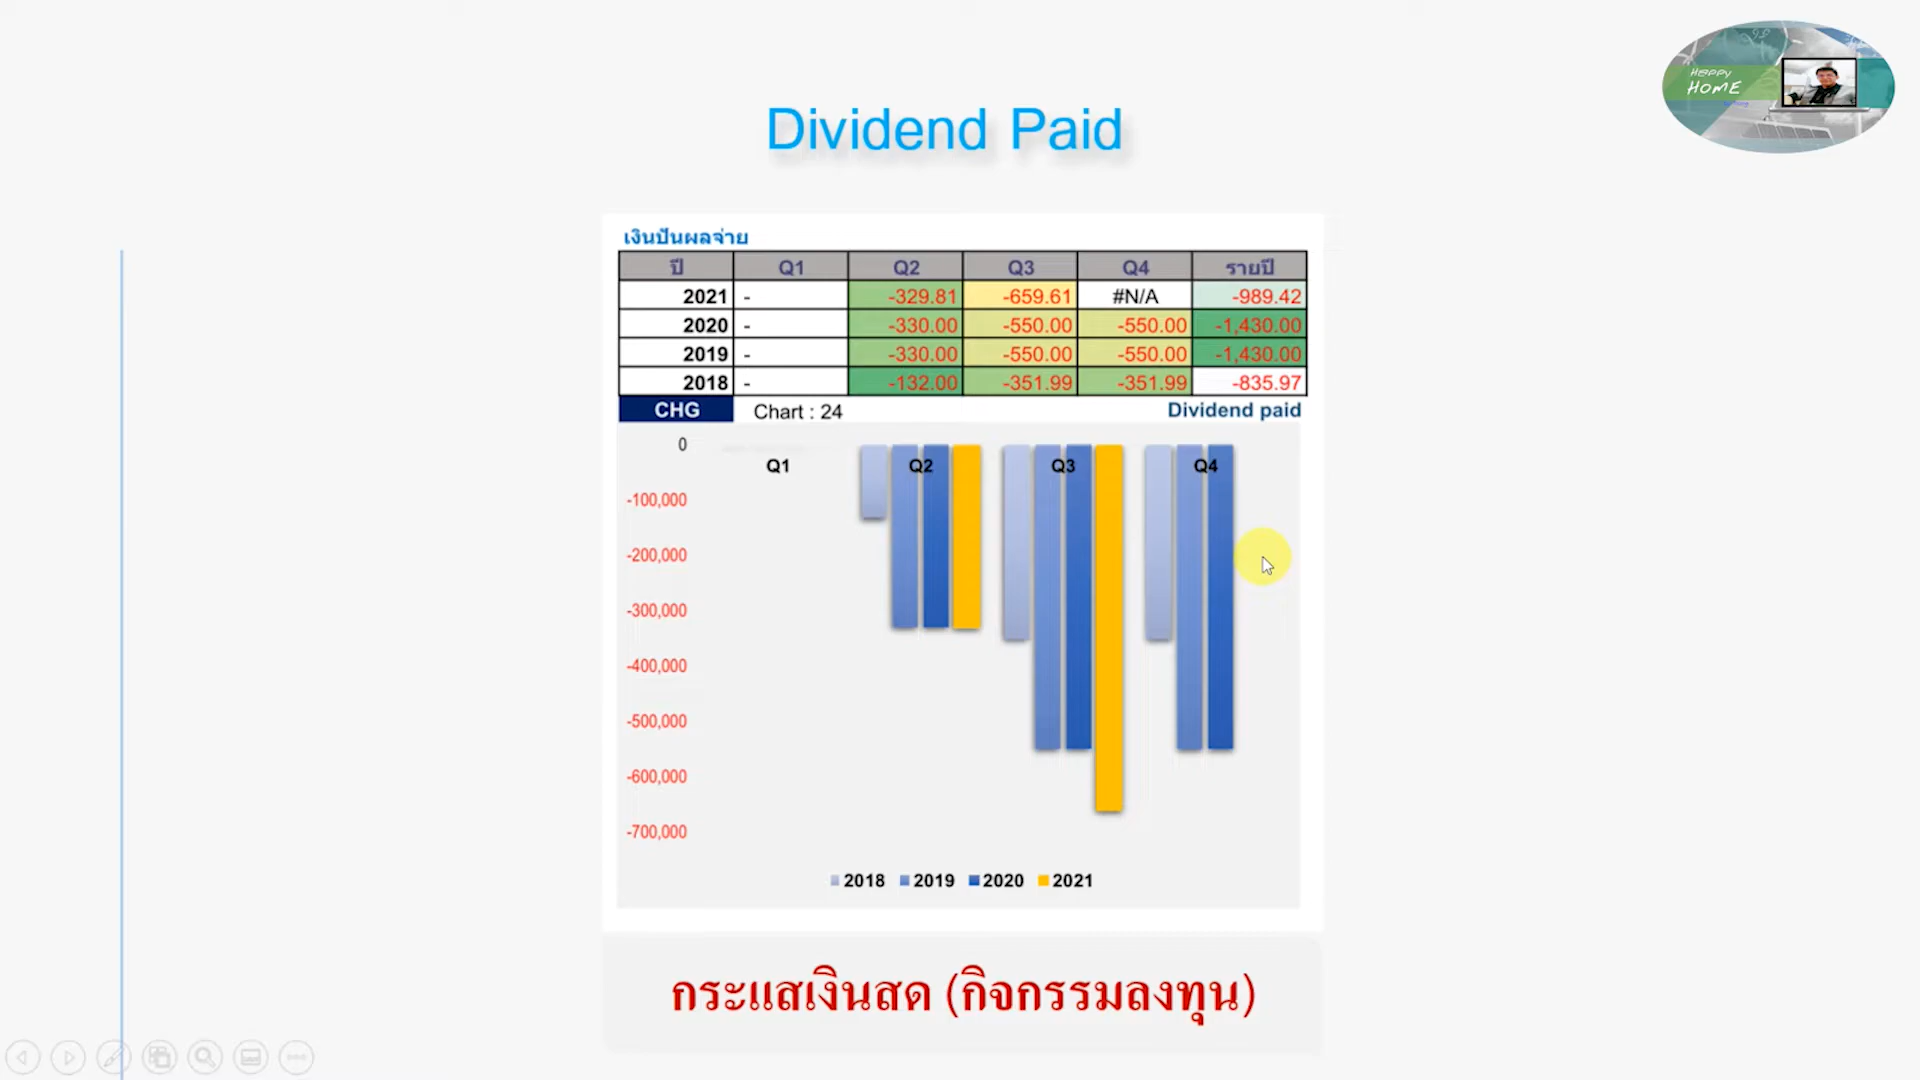 Happy
HOME
Dividend Paid
เงินปันผลจ่าย
ปี Q1 Q2 Q3 Q4 รายปี
2021 - -329.81 -659.61 #N/A -989.42
2020 - -330.00 -550.00 -550.00 -1,430.00
2019 - -330.00 -550.00 -550.00 -1,430.00
2018 - -132.00 -351.99 -351.99 -835.97
CHG Chart : 24 Dividend paid
0
Q1 Q2 Q3 Q4
-100,000
-200,000
-300,000
-400,000
-500,000
-600,000
-700,000
2018 2019 2020 2021
กระแสเงินสด (กิจกรรมลงทุน)